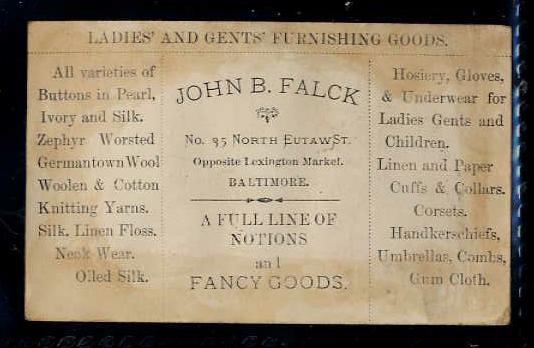 LADIES' AND GENTS' FURNISHING GOODS.
All varieties of
Buttons in Pearl,
Ivory and Silk.
Zephyr Worsted
Germantown Wool
Woolen & Cotton
Knitting Yarns.
Silk. Linen Floss.
Neck Wear.
Oiled Silk.
JOHN B. FALCK
No. 35 North Eutaw St.
Opposite Lexington Market.
BALTIMORE.
A FULL LINE OF
NOTIONS
and
FANCY GOODS.
Hosiery, Gloves,
& Underwear for
Ladies Gents and
Children.
Linen and Paper
Cuffs & Collars.
Corsets.
Handkerschiefs,
Umbrellas, Combs,
Gum Cloth.